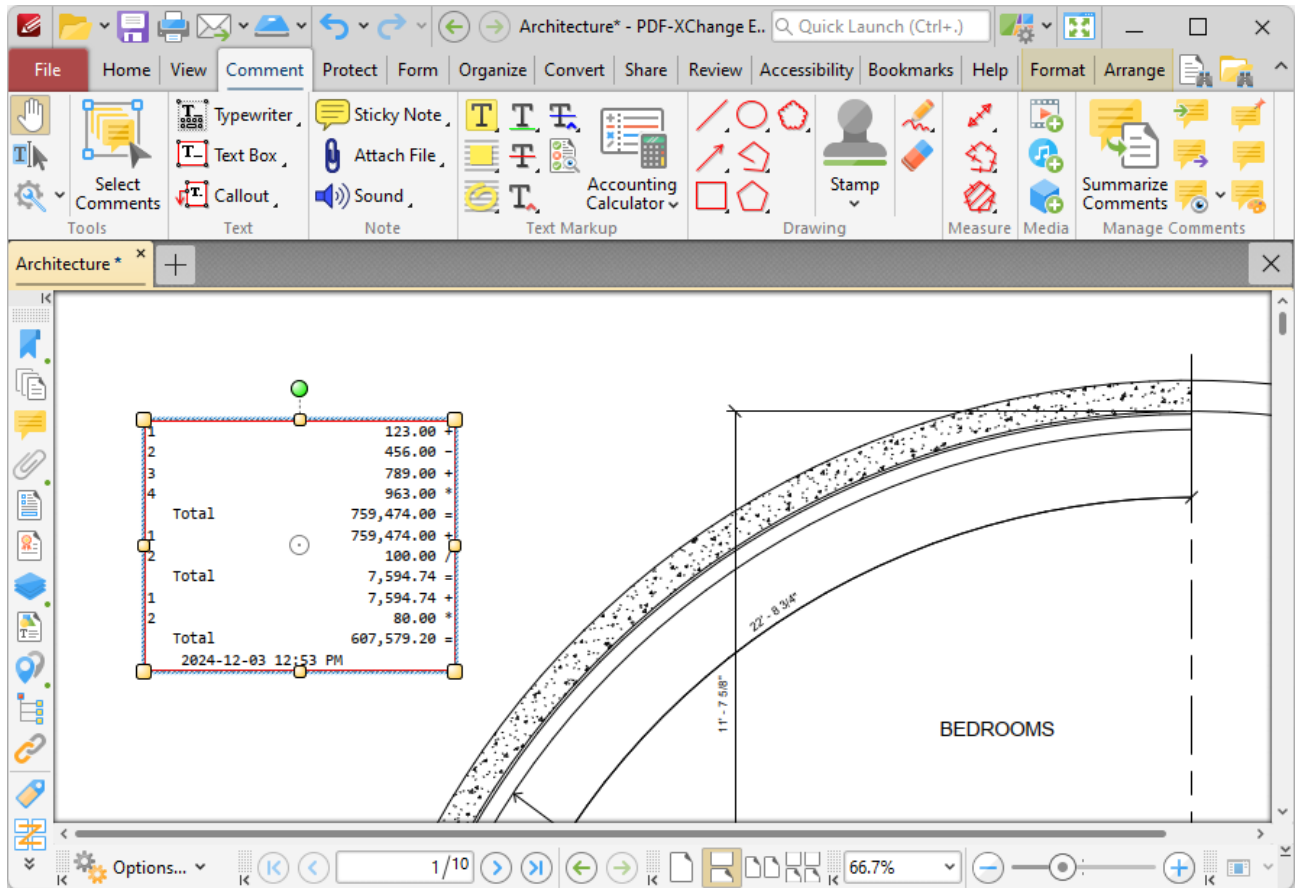 Architecture* - PDF-XChange E..
Quick Launch (Ctrl+.)
File Home View Comment Protect Form Organize Convert Share Review Accessibility Bookmarks Help Format Arrange
Typewriter
Text Box
Callout
Sticky Note
Attach File
Sound
Select Comments
Accounting Calculator
Stamp
Summarize Comments
Tools Text Note Text Markup Drawing Measure Media Manage Comments
Architecture *
1 123.00 +
2 456.00 -
3 789.00 +
4 963.00 *
Total 759,474.00 =
1 759,474.00 +
2 100.00 /
Total 7,594.74 =
1 7,594.74 +
2 80.00 *
Total 607,579.20 =
2024-12-03 12:53 PM
22' - 8 3/4"
11' - 7 5/8"
BEDROOMS
Options... 1/10 66.7%